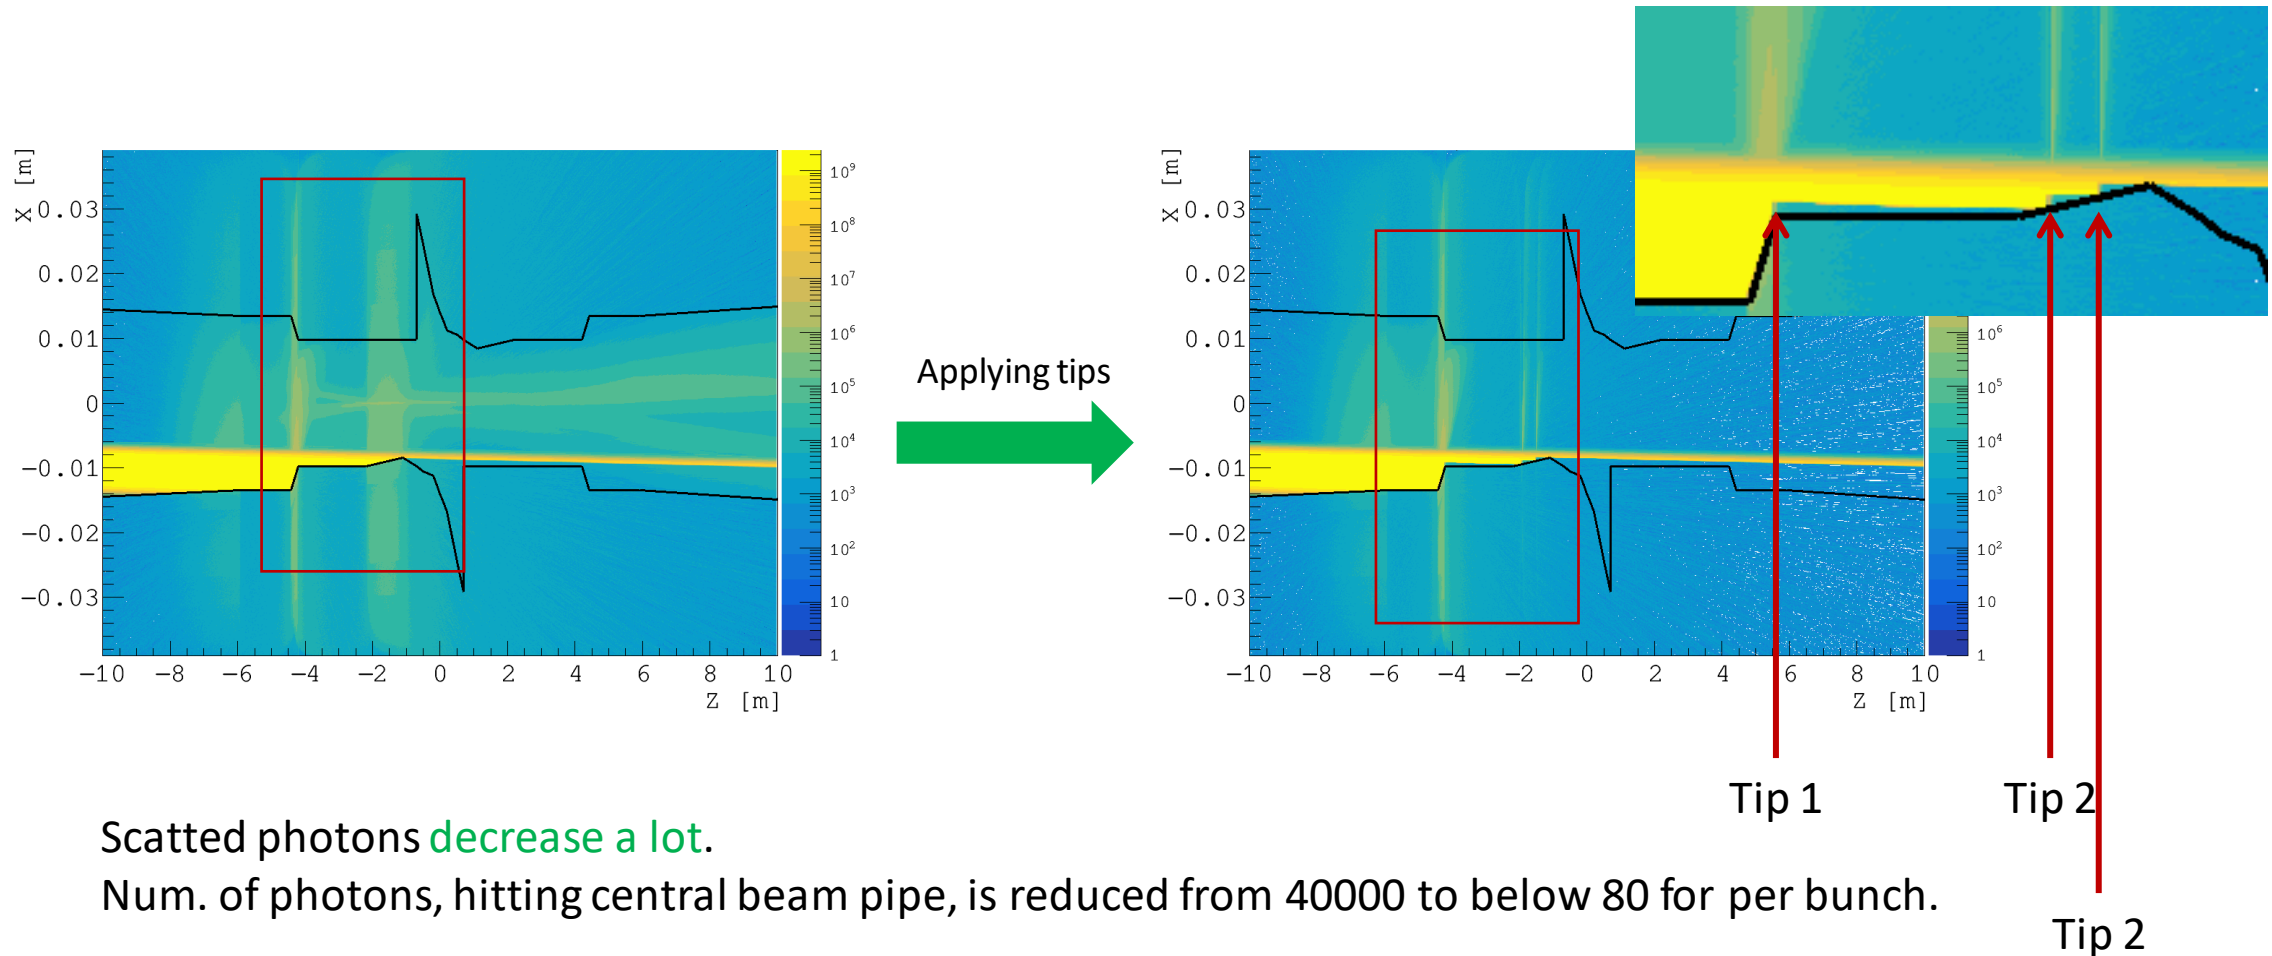 X [m]
0.03
0.02
0.01
0
−0.01
−0.02
−0.03
−10 −8 −6 −4 −2 0 2 4 6 8 10
Z [m]
10⁹
10⁸
10⁷
10⁶
10⁵
10⁴
10³
10²
10
1
Applying tips
X [m]
0.03
0.02
0.01
0
−0.01
−0.02
−0.03
−10 −8 −6 −4 −2 0 2 4 6 8 10
Z [m]
10⁶
10⁵
10⁴
10³
10²
10
1
Tip 1
Tip 2
Tip 2
Scatted photons decrease a lot.
Num. of photons, hitting central beam pipe, is reduced from 40000 to below 80 for per bunch.